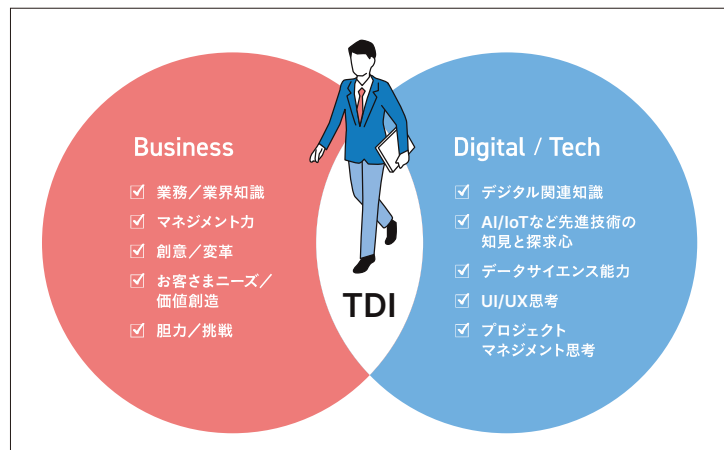 Business
業務／業界知識
マネジメント力
創意／変革
お客さまニーズ／
価値創造
胆力／挑戦
TDI
Digital / Tech
デジタル関連知識
AI/IoTなど先進技術の
知見と探求心
データサイエンス能力
UI/UX思考
プロジェクト
マネジメント思考